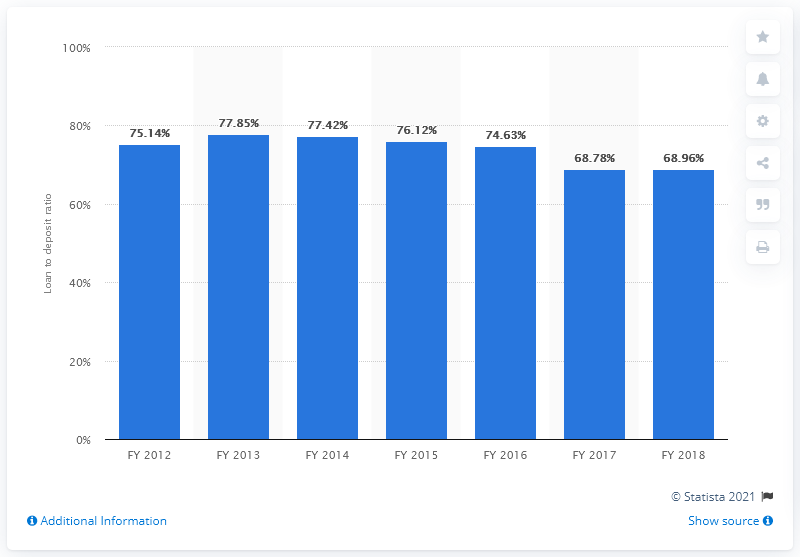 100%
80%
60%
40%
20%
0%
Loan to deposit ratio
75.14%
77.85%
77.42%
76.12%
74.63%
68.78%
68.96%
FY 2012
FY 2013
FY 2014
FY 2015
FY 2016
FY 2017
FY 2018
© Statista 2021
Additional Information
Show source